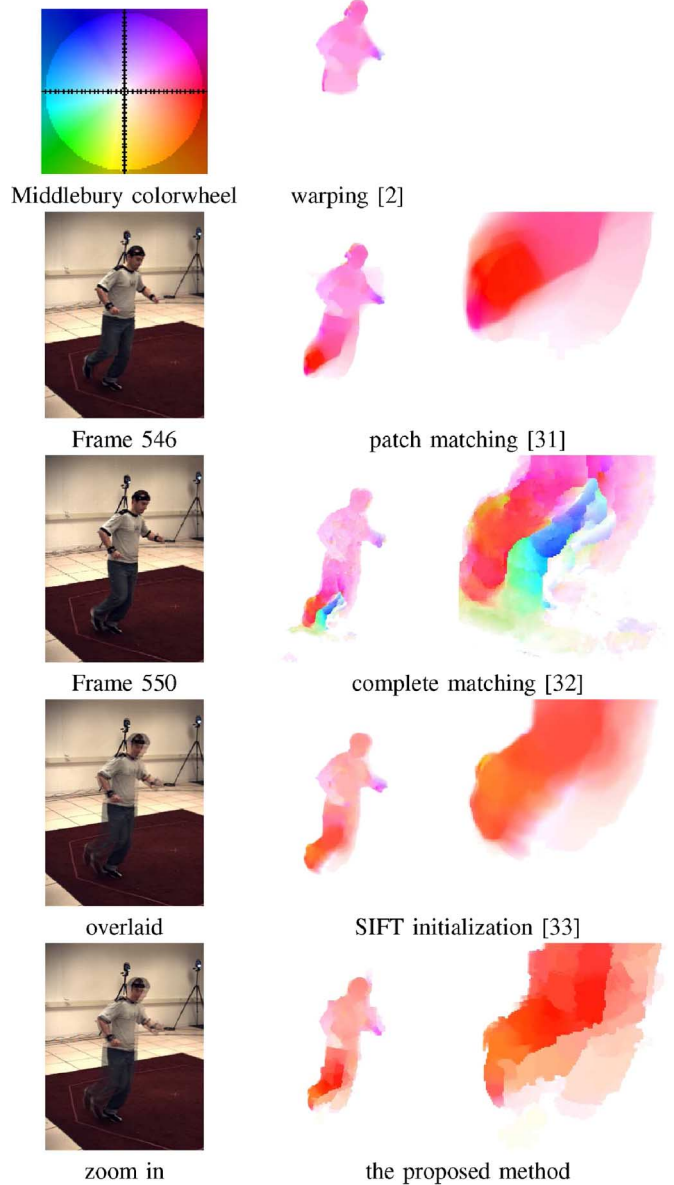 Middlebury colorwheel
warping [2]
Frame 546
patch matching [31]
Frame 550
complete matching [32]
overlaid
SIFT initialization [33]
zoom in
the proposed method